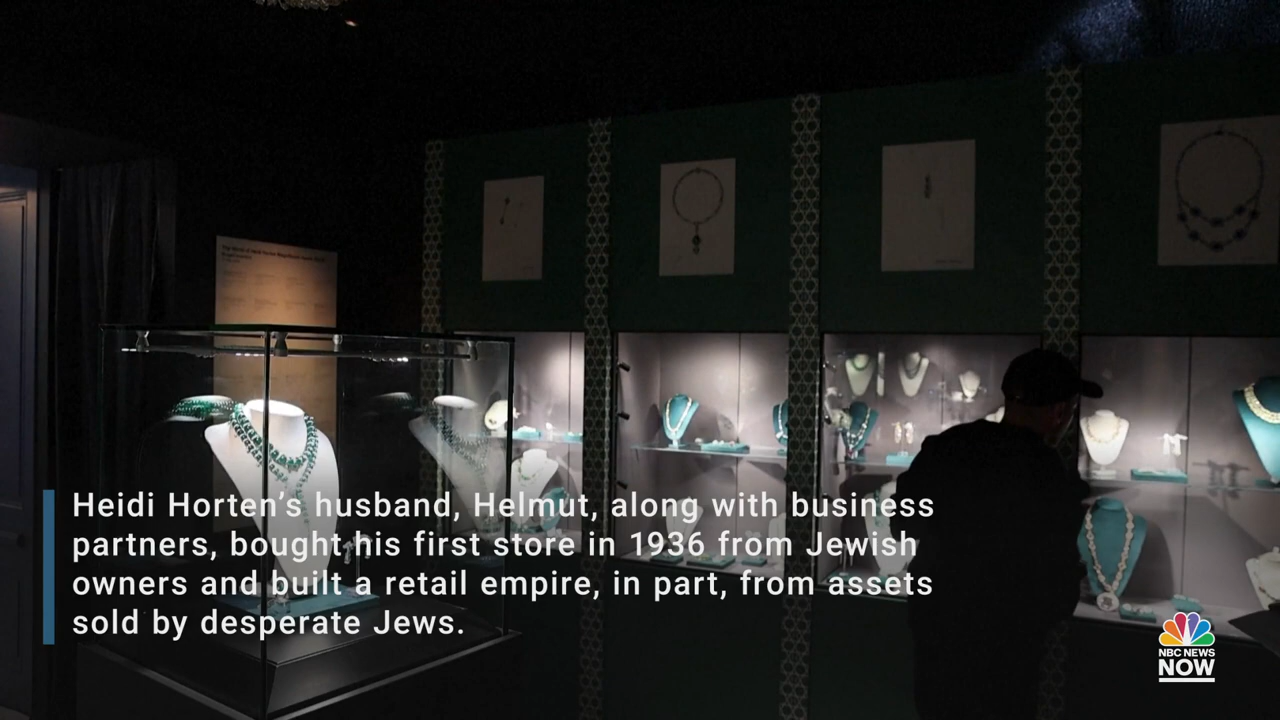 Heidi Horten’s husband, Helmut, along with business
partners, bought his first store in 1936 from Jewish
owners and built a retail empire, in part, from assets
sold by desperate Jews.
NBC NEWS
NOW